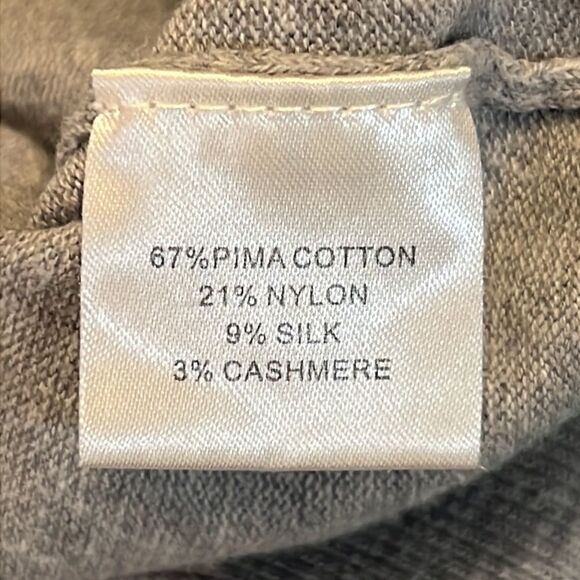 67% PIMA COTTON
21% NYLON
9% SILK
3% CASHMERE